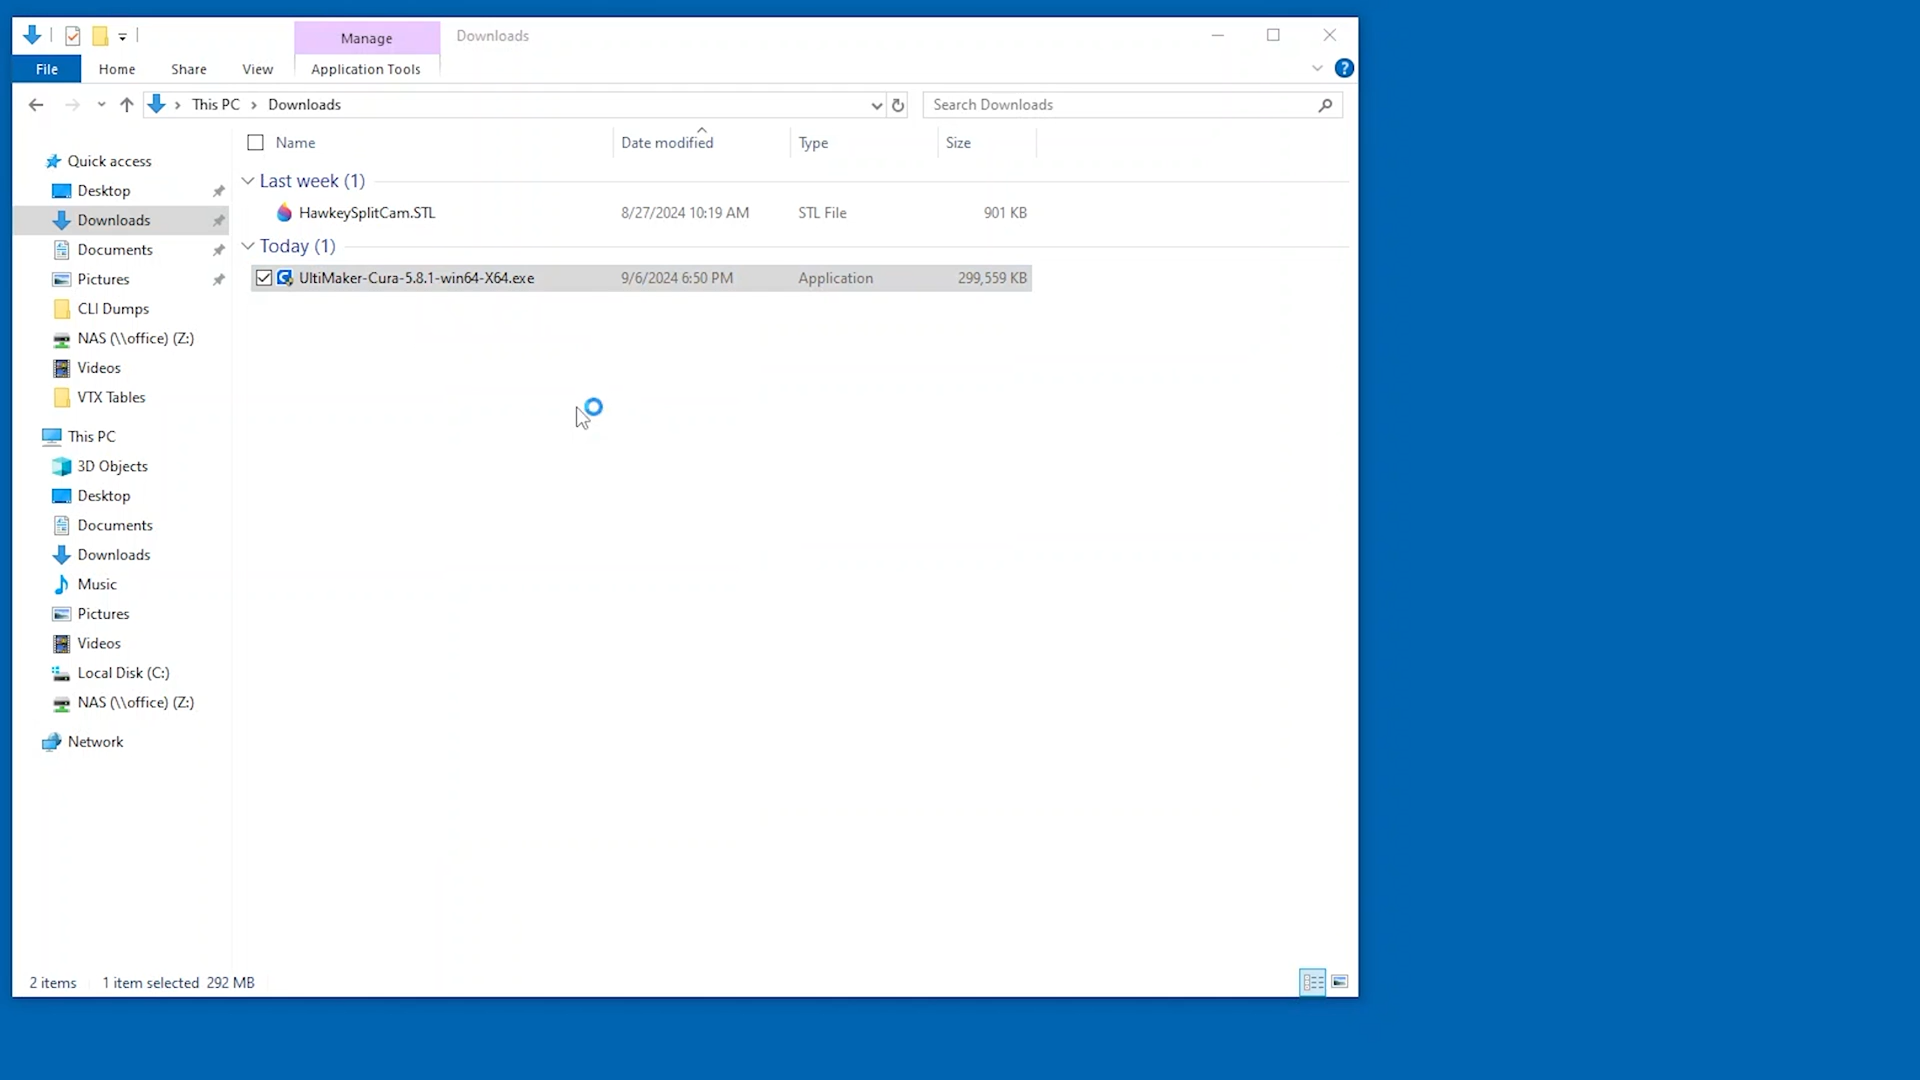 Manage
Downloads
File
Home
Share
View
Application Tools
?
This PC
Downloads
Search Downloads
Name
Date modified
Type
Size
Last week (1)
HawkeySplitCam.STL
8/27/2024 10:19 AM
STL File
901 KB
Today (1)
UltiMaker-Cura-5.8.1-win64-X64.exe
9/6/2024 6:50 PM
Application
299,559 KB
Quick access
Desktop
Downloads
Documents
Pictures
CLI Dumps
NAS (\\office) (Z:)
Videos
VTX Tables
This PC
3D Objects
Desktop
Documents
Downloads
Music
Pictures
Videos
Local Disk (C:)
NAS (\\office) (Z:)
Network
2 items
1 item selected 292 MB